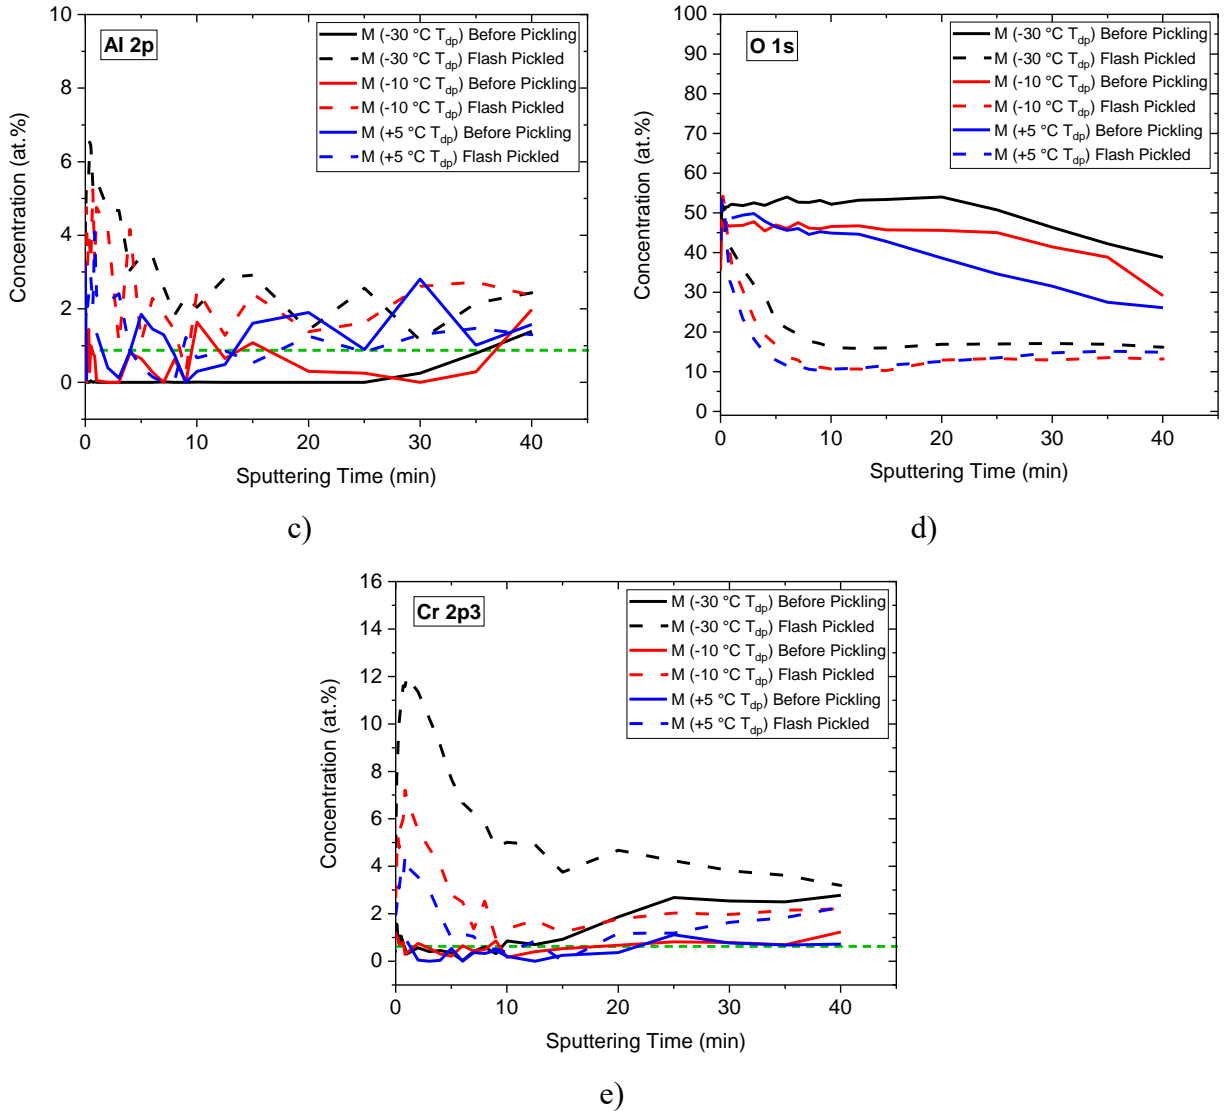 Al 2p
M (-30 °C Tdp) Before Pickling
M (-30 °C Tdp) Flash Pickled
M (-10 °C Tdp) Before Pickling
M (-10 °C Tdp) Flash Pickled
M (+5 °C Tdp) Before Pickling
M (+5 °C Tdp) Flash Pickled
10
8
6
4
2
0
Concentration (at.%)
0 10 20 30 40
Sputtering Time (min)
c)
O 1s
M (-30 °C Tdp) Before Pickling
M (-30 °C Tdp) Flash Pickled
M (-10 °C Tdp) Before Pickling
M (-10 °C Tdp) Flash Pickled
M (+5 °C Tdp) Before Pickling
M (+5 °C Tdp) Flash Pickled
100
90
80
70
60
50
40
30
20
10
0
Concentration (at.%)
0 10 20 30 40
Sputtering Time (min)
d)
Cr 2p3
M (-30 °C Tdp) Before Pickling
M (-30 °C Tdp) Flash Pickled
M (-10 °C Tdp) Before Pickling
M (-10 °C Tdp) Flash Pickled
M (+5 °C Tdp) Before Pickling
M (+5 °C Tdp) Flash Pickled
16
14
12
10
8
6
4
2
0
Concentration (at.%)
0 10 20 30 40
Sputtering Time (min)
e)